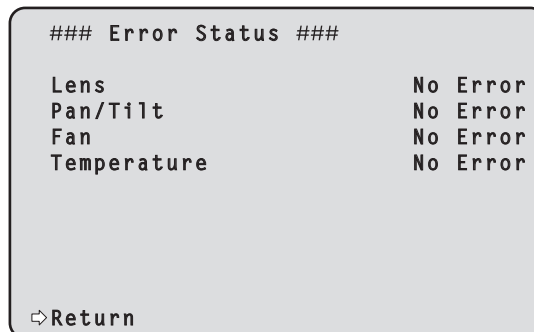 ### Error Status ###
Lens No Error
Pan/Tilt No Error
Fan No Error
Temperature No Error
⇨Return